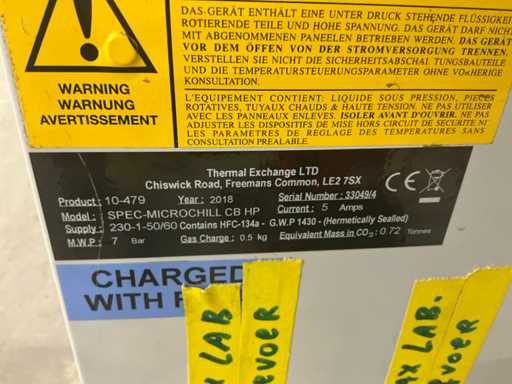 DAS GERÄT ENTHÄLT EINE UNTER DRUCK STEHENDE FLÜSSIGKEIT
ROTIERENDE TEILE UND HOHE SPANNUNG. DAS GERÄT DARF NICHT
MIT ABGENOMMENEN PANEELEN BETRIEBEN WERDEN. DAS GERÄT
VOR DEM ÖFFEN VON DER STROMVERSORGUNG TRENNEN.
VERSTELLEN SIE NICHT DIE SICHERHEITSABSCHAL TUNGSBAUTEILE
UND DIE TEMPERATURSTEUERUNGSPARAMETER OHNE VORHERIGE
KONSULTATION.
WARNING
WARNUNG
AVERTISSEMENT
L'EQUIPEMENT CONTIENT: LIQUIDE SOUS PRESSION, PIECES
ROTATIVES, TUYAUX CHAUDS & HAUTE TENSION. NE PAS UTILISER
AVEC LES PANNEAUX ENLEVES. ISOLER AVANT D'OUVRIR. NE PAS
ADJUSTER LES DISPOSITIFS DE MISE HORS CIRCUIT DE SECURITE NI
LES PARAMETRES DE REGLAGE DES TEMPERATURES SANS
CONSULTATION PREALABLE.
Thermal Exchange LTD
Chiswick Road, Freemans Common, LE2 7SX
Product: 10-479 Year: 2018 Serial Number: 33049/4
Model: SPEC-MICROCHILL CB HP Current: 5 Amps
Supply: 230-1-50/60 Contains HFC-134a - G.W.P 1430 - (Hermetically Sealed)
M.W.P: 7 Bar Gas Charge: 0.5 kg Equivalent Mass in CO2: 0.72 Tonnes
CE
CHARGED
WITH
LAB
VOER
LAB.
EVOER